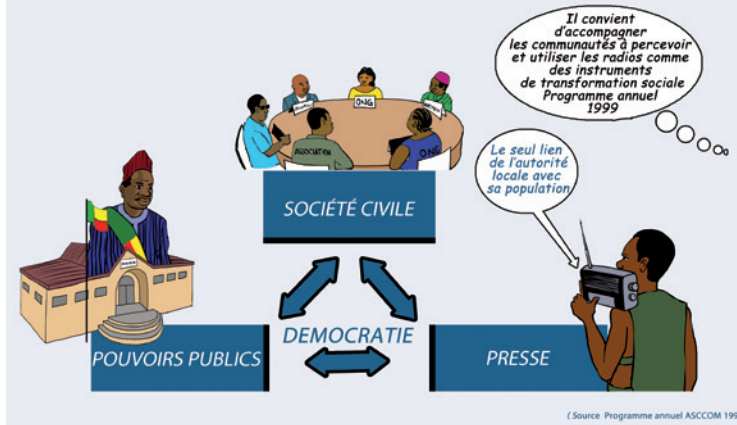 Il convient
d'accompagner
les communautés à percevoir
et utiliser les radios comme
des instruments
de transformation sociale
Programme annuel
1999
Le seul lien
de l'autorité
locale avec
sa population
ONG
ASSOCIATION
ONG
SOCIÉTÉ CIVILE
DEMOCRATIE
POUVOIRS PUBLICS
PRESSE
( Source Programme annuel ASCCOM 199